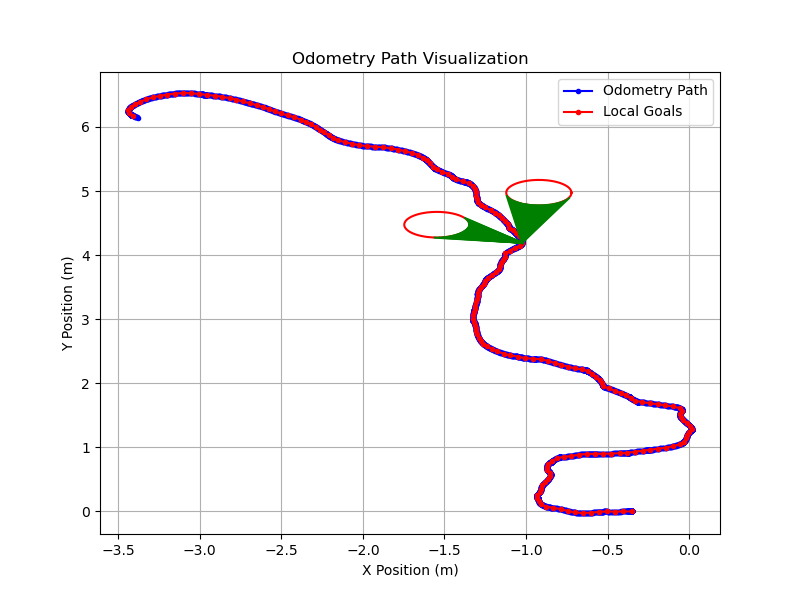 Odometry Path Visualization
Odometry Path
Local Goals
Y Position (m)
6
5
4
3
2
1
0
−3.5 −3.0 −2.5 −2.0 −1.5 −1.0 −0.5 0.0
X Position (m)